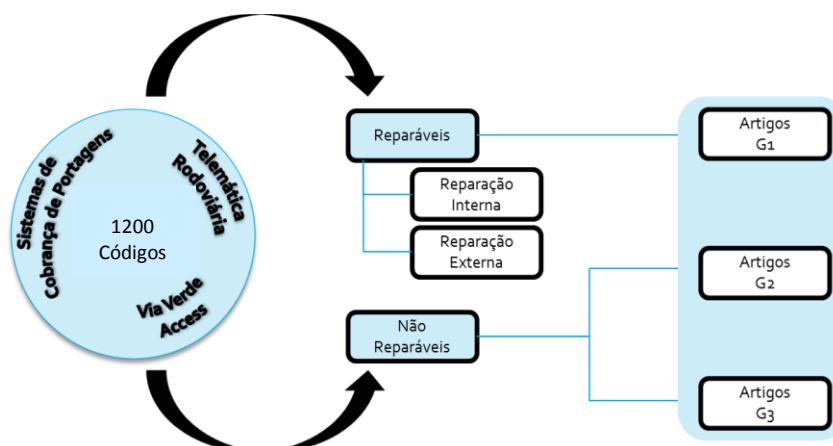 Sistemas de
Cobrança de Portagens
Telemática
Rodoviária
1200
Códigos
Via Verde
Access
Reparáveis
Reparação
Interna
Reparação
Externa
Não
Reparáveis
Artigos
G1
Artigos
G2
Artigos
G3